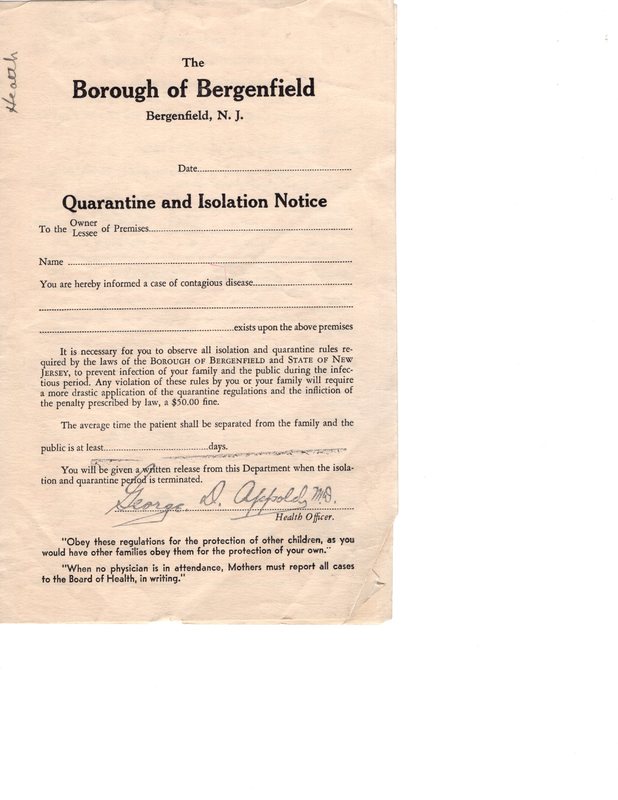 Health
The
Borough of Bergenfield
Bergenfield, N. J.
Date
Quarantine and Isolation Notice
To the Owner Lessee of Premises
Name
You are hereby informed a case of contagious disease
exists upon the above premises
It is necessary for you to observe all isolation and quarantine rules re-
quired by the laws of the BOROUGH OF BERGENFIELD and STATE OF NEW
JERSEY, to prevent infection of your family and the public during the infec-
tious period. Any violation of these rules by you or your family will require
a more drastic application of the quarantine regulations and the infliction of
the penalty prescribed by law, a $50.00 fine.
The average time the patient shall be separated from the family and the
public is at least days.
You will be given a written release from this Department when the isola-
tion and quarantine period is terminated.
George D. Appold, M.D.
Health Officer.
"Obey these regulations for the protection of other children, as you
would have other families obey them for the protection of your own."
"When no physician is in attendance, Mothers must report all cases
to the Board of Health, in writing."